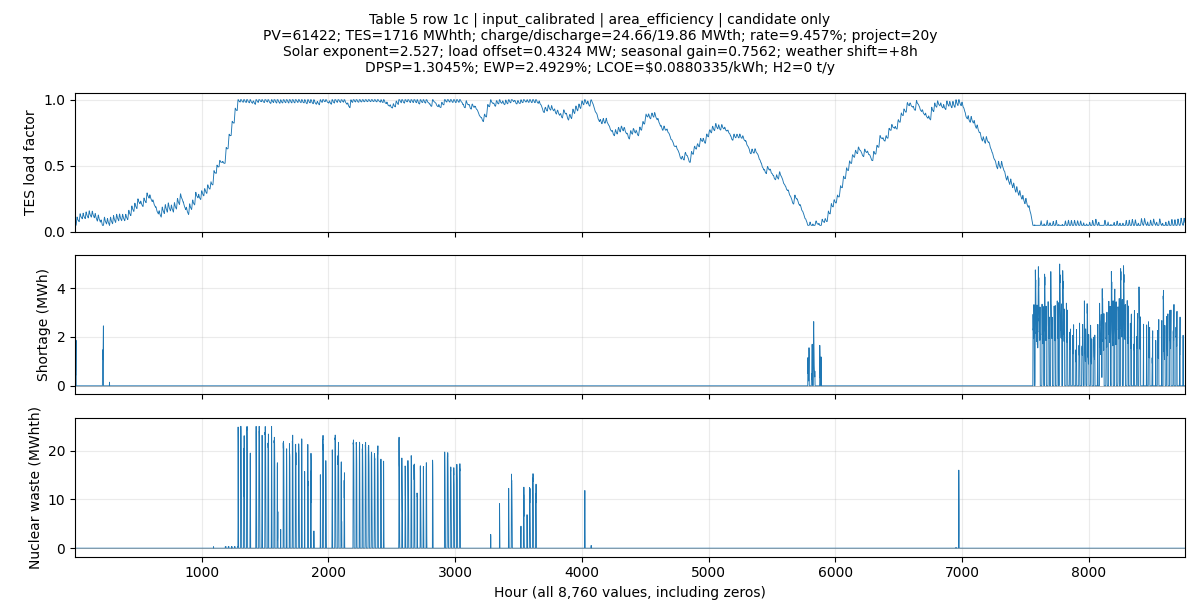 Table 5 row 1c | input_calibrated | area_efficiency | candidate only
PV=61422; TES=1716 MWhth; charge/discharge=24.66/19.86 MWth; rate=9.457%; project=20y
Solar exponent=2.527; load offset=0.4324 MW; seasonal gain=0.7562; weather shift=+8h
DPSP=1.3045%; EWP=2.4929%; LCOE=$0.0880335/kWh; H2=0 t/y
TES load factor
1.0
0.5
0.0
Shortage (MWh)
4
2
0
Nuclear waste (MWhth)
20
10
0
1000 2000 3000 4000 5000 6000 7000 8000
Hour (all 8,760 values, including zeros)